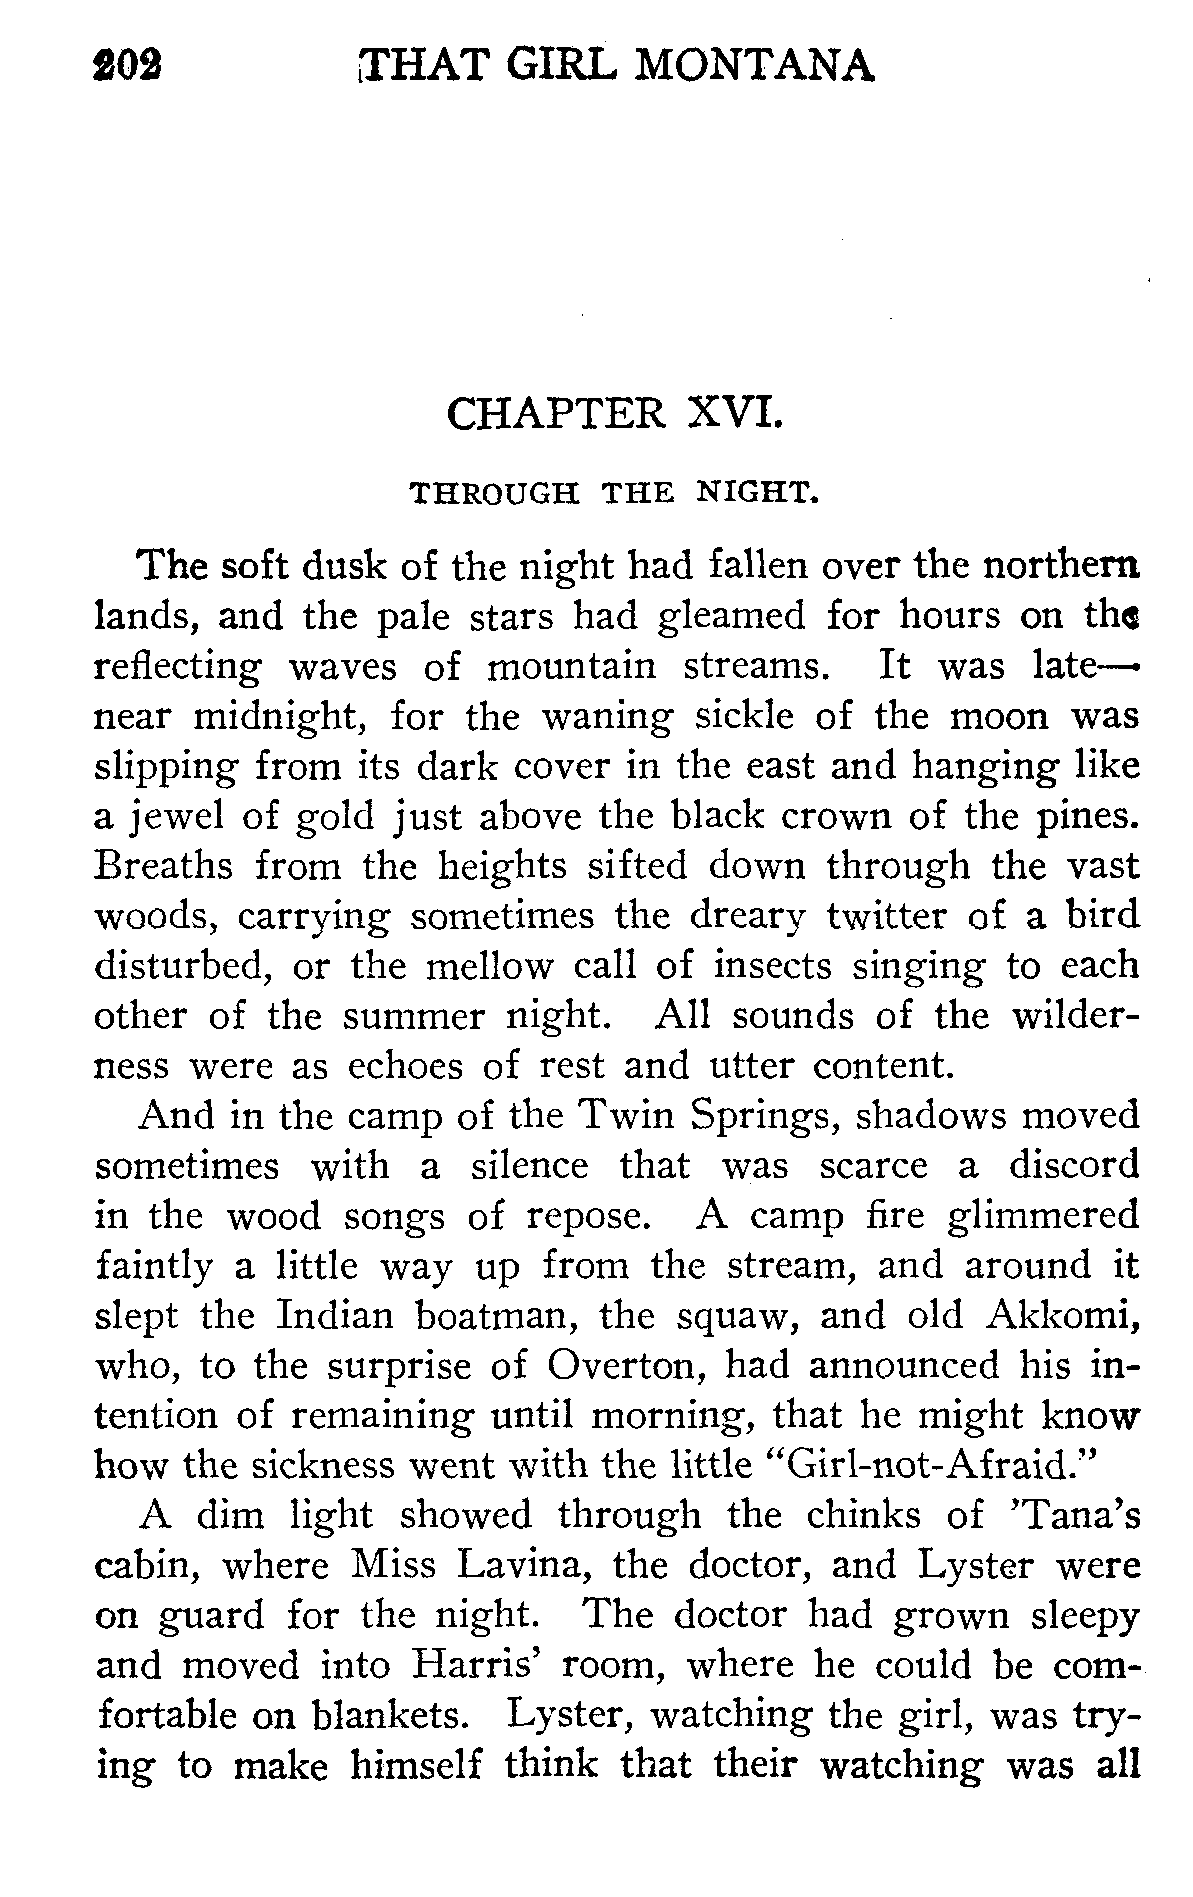 202 THAT GIRL MONTANA
CHAPTER XVI.
THROUGH THE NIGHT.
The soft dusk of the night had fallen over the northern
lands, and the pale stars had gleamed for hours on the
reflecting waves of mountain streams. It was late—
near midnight, for the waning sickle of the moon was
slipping from its dark cover in the east and hanging like
a jewel of gold just above the black crown of the pines.
Breaths from the heights sifted down through the vast
woods, carrying sometimes the dreary twitter of a bird
disturbed, or the mellow call of insects singing to each
other of the summer night. All sounds of the wilder-
ness were as echoes of rest and utter content.
And in the camp of the Twin Springs, shadows moved
sometimes with a silence that was scarce a discord
in the wood songs of repose. A camp fire glimmered
faintly a little way up from the stream, and around it
slept the Indian boatman, the squaw, and old Akkomi,
who, to the surprise of Overton, had announced his in-
tention of remaining until morning, that he might know
how the sickness went with the little "Girl-not-Afraid."
A dim light showed through the chinks of 'Tana's
cabin, where Miss Lavina, the doctor, and Lyster were
on guard for the night. The doctor had grown sleepy
and moved into Harris' room, where he could be com-
fortable on blankets. Lyster, watching the girl, was try-
ing to make himself think that their watching was all